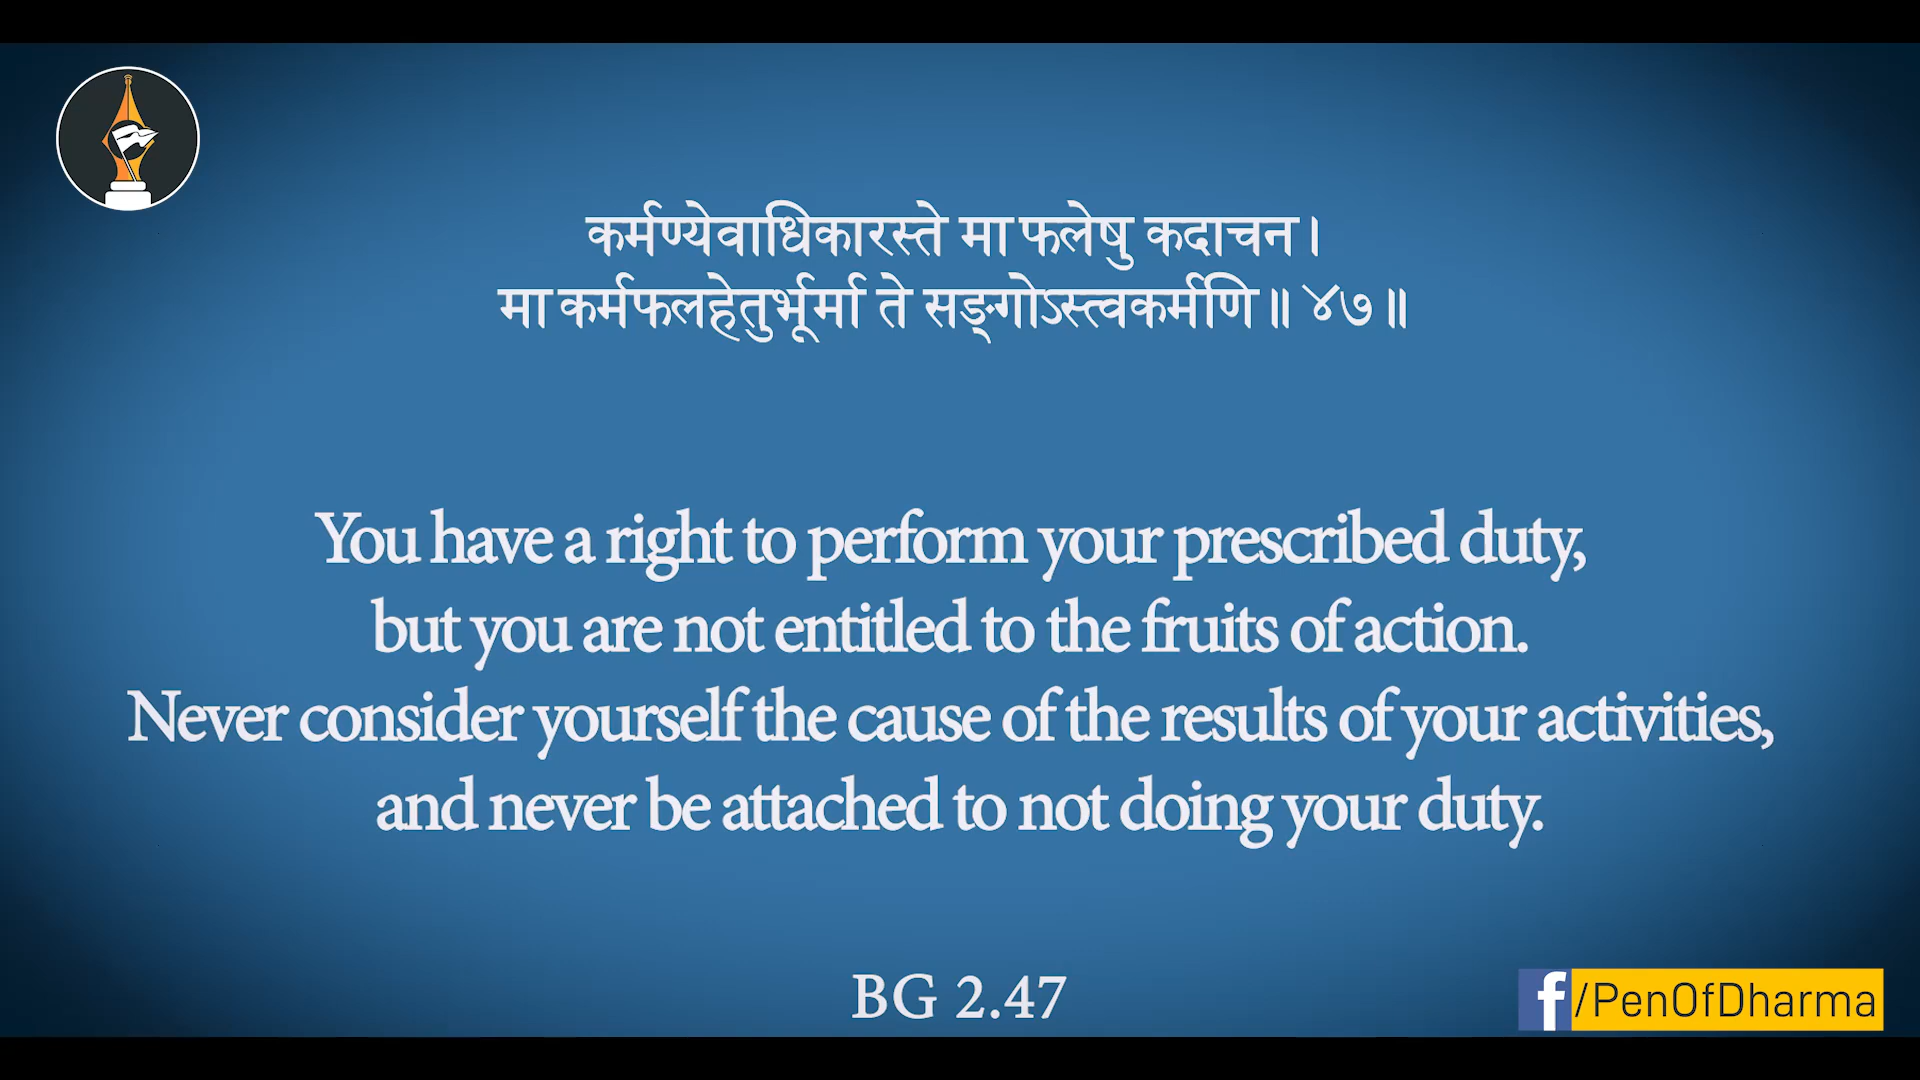 कर्मण्येवाधिकारस्ते मा फलेषु कदाचन।
मा कर्मफलहेतुर्भूर्मा ते सङ्गोऽस्त्वकर्मणि॥ ४७॥
You have a right to perform your prescribed duty,
but you are not entitled to the fruits of action.
Never consider yourself the cause of the results of your activities,
and never be attached to not doing your duty.
BG 2.47
f/PenOfDharma